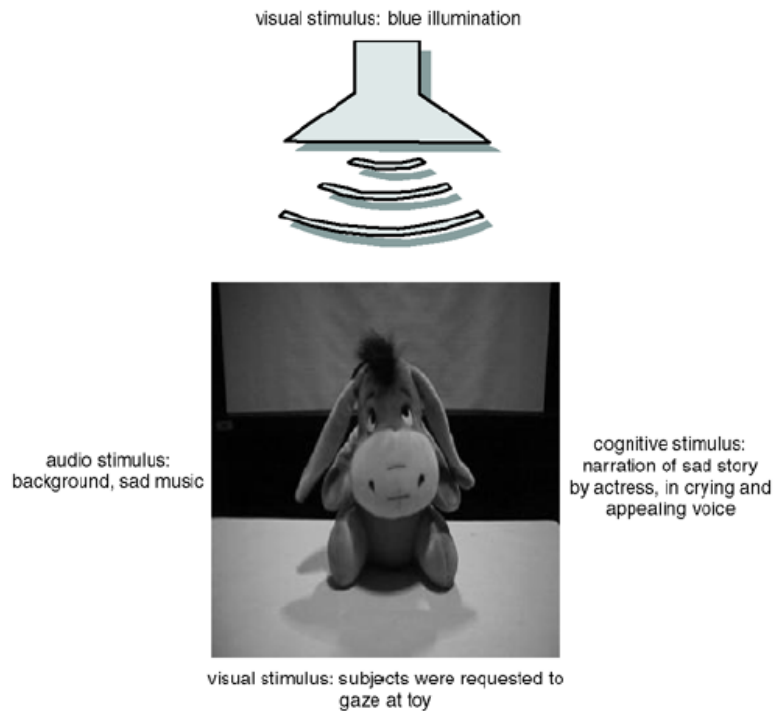 visual stimulus: blue illumination
audio stimulus:
background, sad music
cognitive stimulus:
narration of sad story
by actress, in crying and
appealing voice
visual stimulus: subjects were requested to
gaze at toy